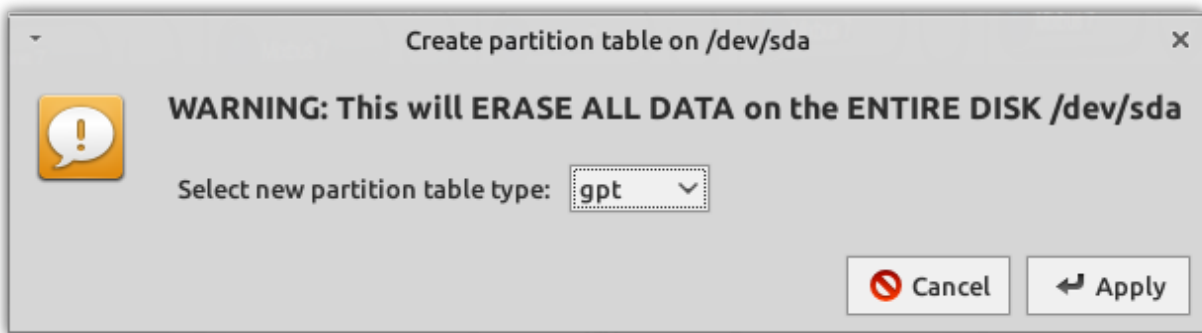 Create partition table on /dev/sda
WARNING: This will ERASE ALL DATA on the ENTIRE DISK /dev/sda
Select new partition table type: gpt
Cancel Apply